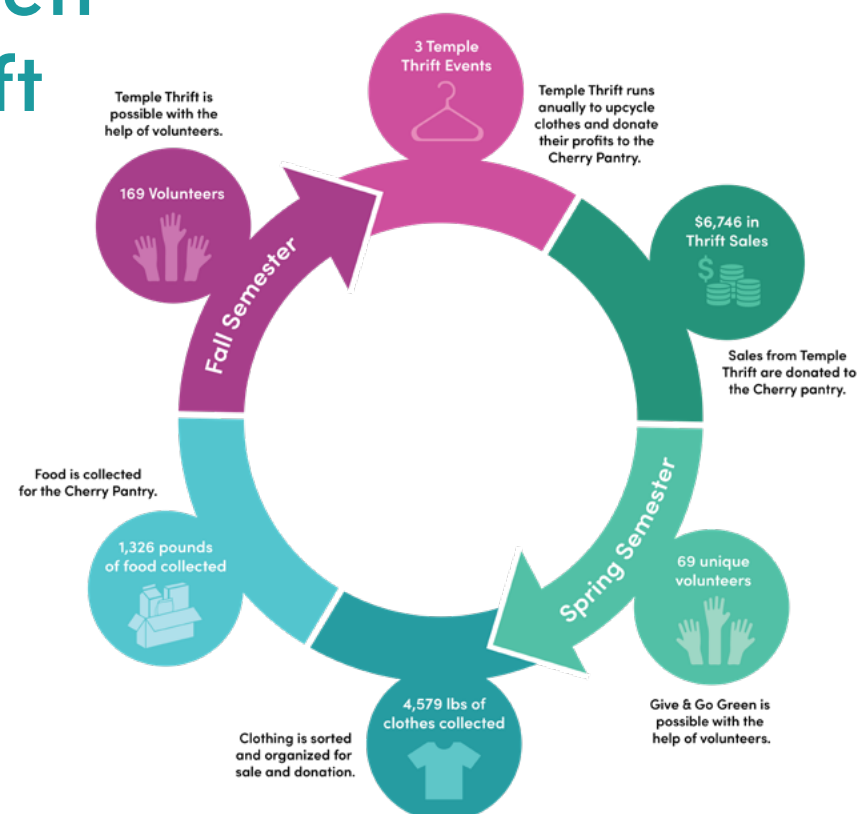 3 Temple
Thrift Events
Temple Thrift runs
anually to upcycle
clothes and donate
their profits to the
Cherry Pantry.
Temple Thrift is
possible with the
help of volunteers.
169 Volunteers
Fall Semester
$6,746 in
Thrift Sales
$
Sales from Temple
Thrift are donated to
the Cherry pantry.
Food is collected
for the Cherry Pantry.
1,326 pounds
of food collected
Spring Semester
69 unique
volunteers
Give & Go Green is
possible with the
help of volunteers.
4,579 lbs of
clothes collected
Clothing is sorted
and organized for
sale and donation.